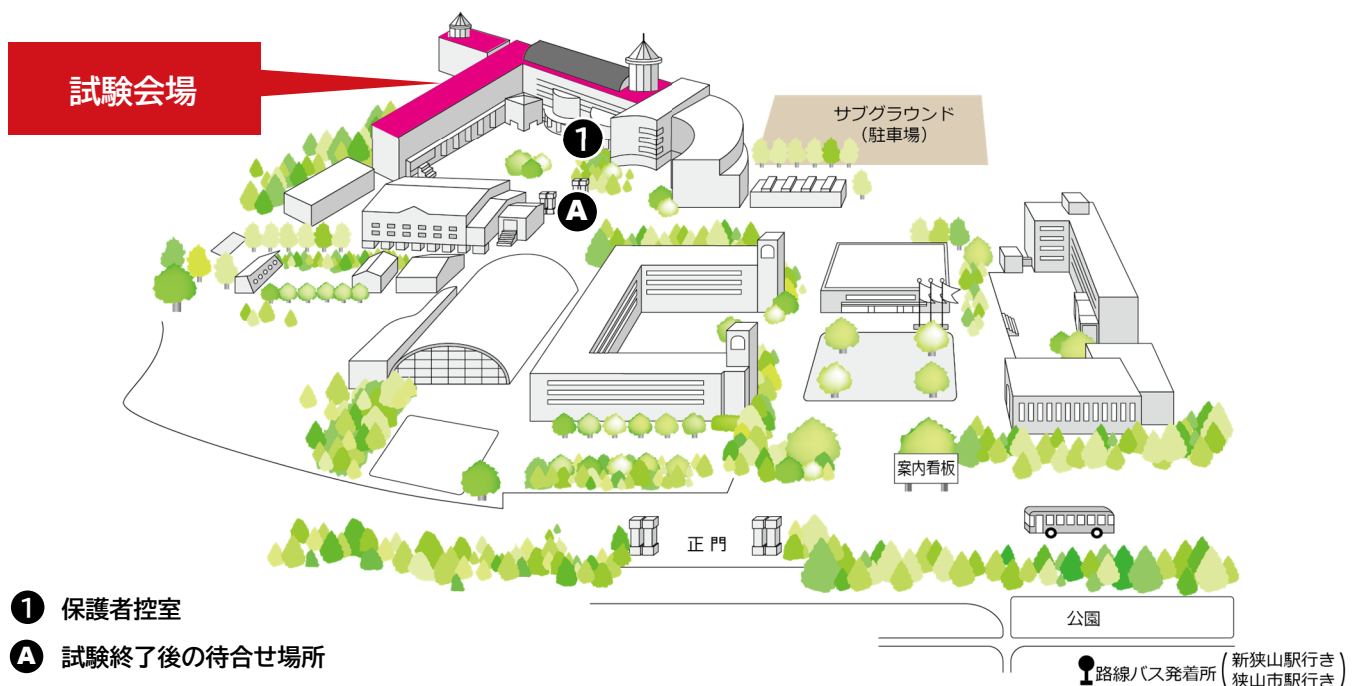 試験会場
サブグラウンド
(駐車場)
1
A
案内看板
正門
1 保護者控室
A 試験終了後の待合せ場所
公園
路線バス発着所(新狭山駅行き
狭山市駅行き)